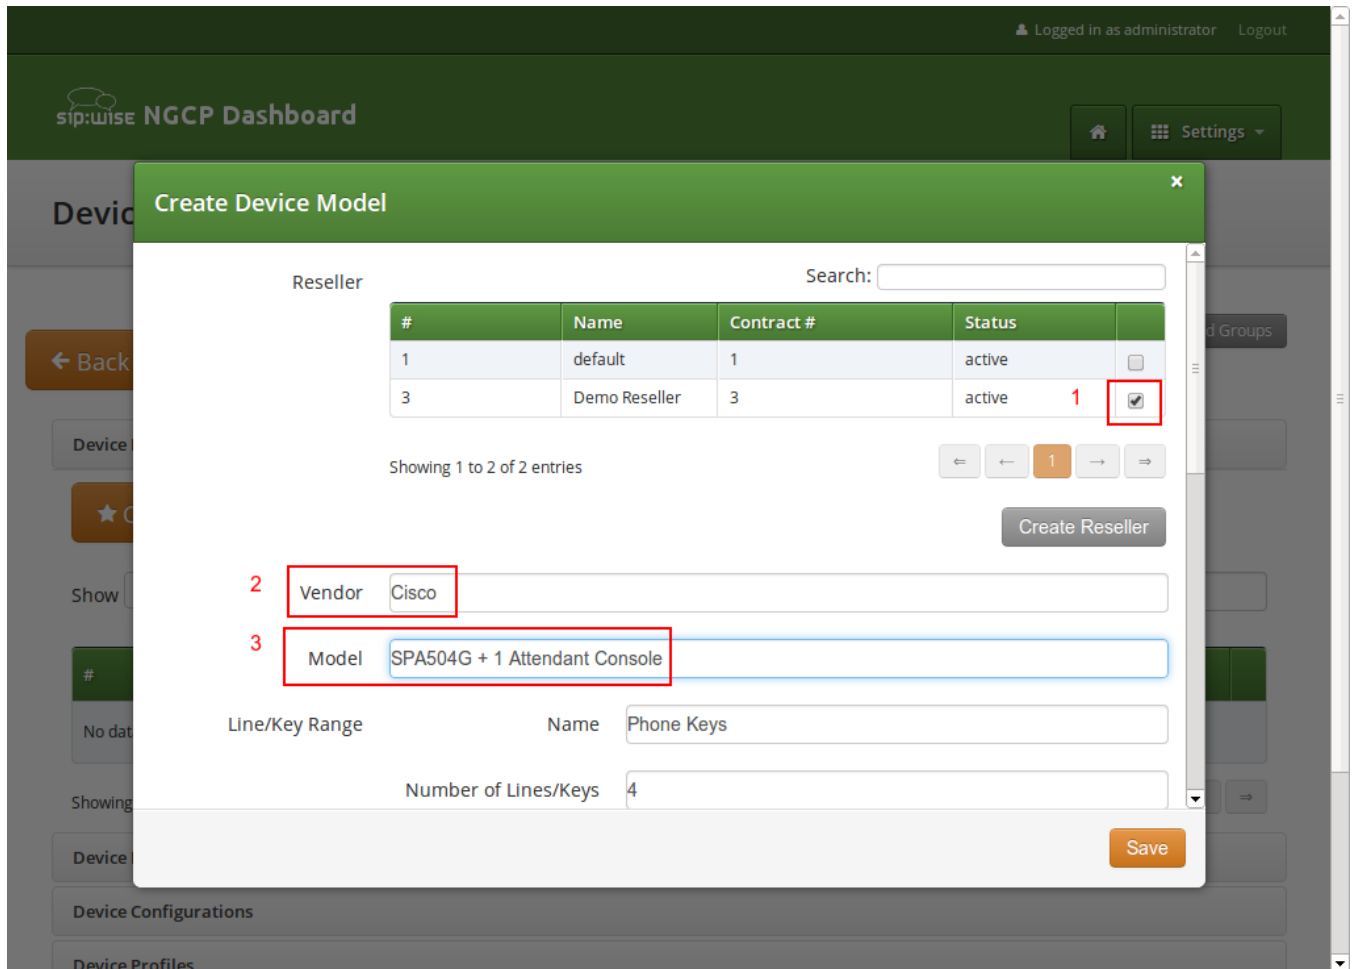 Logged in as administrator Logout
sip:wise NGCP Dashboard
Settings
Devic
Create Device Model
×
Reseller
Search:
# Name Contract # Status
1 default 1 active
3 Demo Reseller 3 active 1
d Groups
Back
Device
Showing 1 to 2 of 2 entries
⇐ ← 1 → ⇒
Create Reseller
2 Vendor Cisco
Show
3 Model SPA504G + 1 Attendant Console
#
Line/Key Range Name Phone Keys
No dat
Number of Lines/Keys 4
Showing
⇒
Save
Device
Device Configurations
Device Profiles